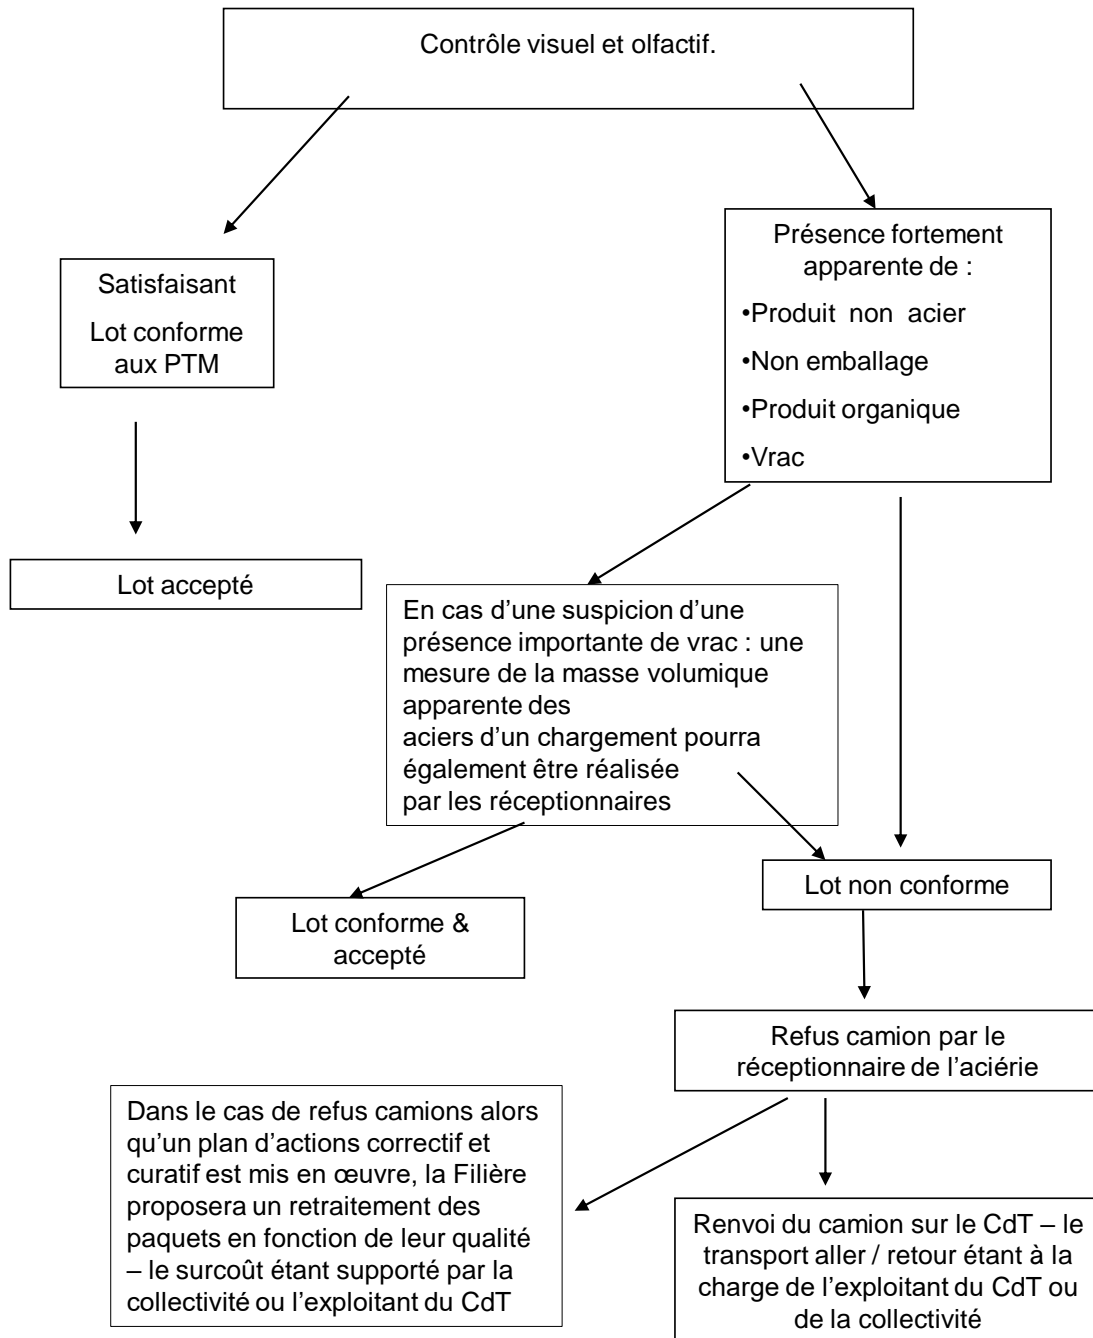 Contrôle visuel et olfactif.
Satisfaisant
Lot conforme
aux PTM
Présence fortement
apparente de :
•Produit non acier
•Non emballage
•Produit organique
•Vrac
Lot accepté
En cas d’une suspicion d’une
présence importante de vrac : une
mesure de la masse volumique
apparente des
aciers d’un chargement pourra
également être réalisée
par les réceptionnaires
Lot non conforme
Lot conforme &
accepté
Refus camion par le
réceptionnaire de l’aciérie
Dans le cas de refus camions alors
qu’un plan d’actions correctif et
curatif est mis en œuvre, la Filière
proposera un retraitement des
paquets en fonction de leur qualité
– le surcoût étant supporté par la
collectivité ou l’exploitant du CdT
Renvoi du camion sur le CdT – le
transport aller / retour étant à la
charge de l’exploitant du CdT ou
de la collectivité